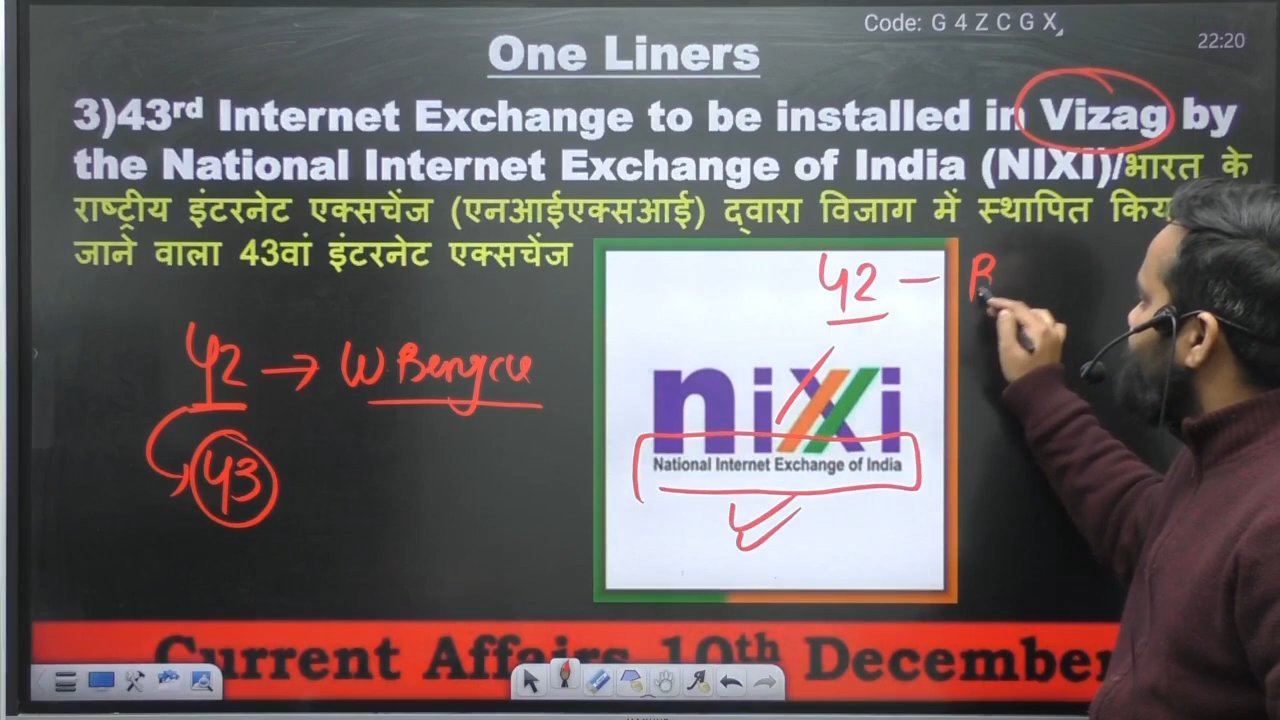 Code: G 4 Z C G X
22:20
One Liners
3)43rd Internet Exchange to be installed in Vizag by
the National Internet Exchange of India (NIXI)/भारत के
राष्ट्रीय इंटरनेट एक्सचेंज (एनआईएक्सआई) द्वारा विजाग में स्थापित
जाने वाला 43वां इंटरनेट एक्सचेंज
42 – B
42 → W Bengal
43
nixi
National Internet Exchange of India
Current Affairs 10th December